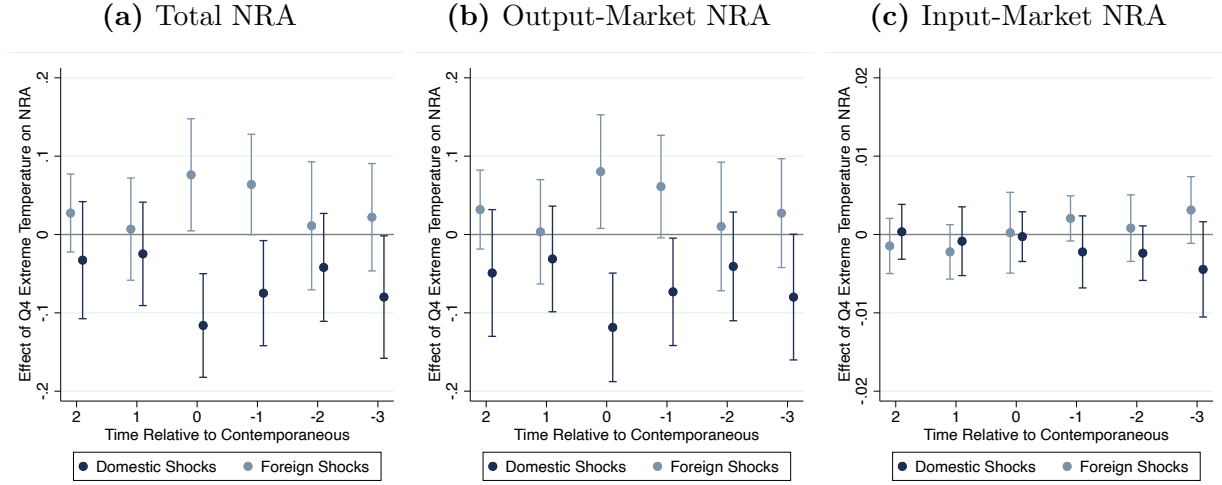 (a) Total NRA
Effect of Q4 Extreme Temperature on NRA
.2
.1
0
-.1
-.2
2 1 0 -1 -2 -3
Time Relative to Contemporaneous
Domestic Shocks Foreign Shocks
(b) Output-Market NRA
Effect of Q4 Extreme Temperature on NRA
.2
.1
0
-.1
-.2
2 1 0 -1 -2 -3
Time Relative to Contemporaneous
Domestic Shocks Foreign Shocks
(c) Input-Market NRA
Effect of Q4 Extreme Temperature on NRA
.02
.01
0
-.01
-.02
2 1 0 -1 -2 -3
Time Relative to Contemporaneous
Domestic Shocks Foreign Shocks